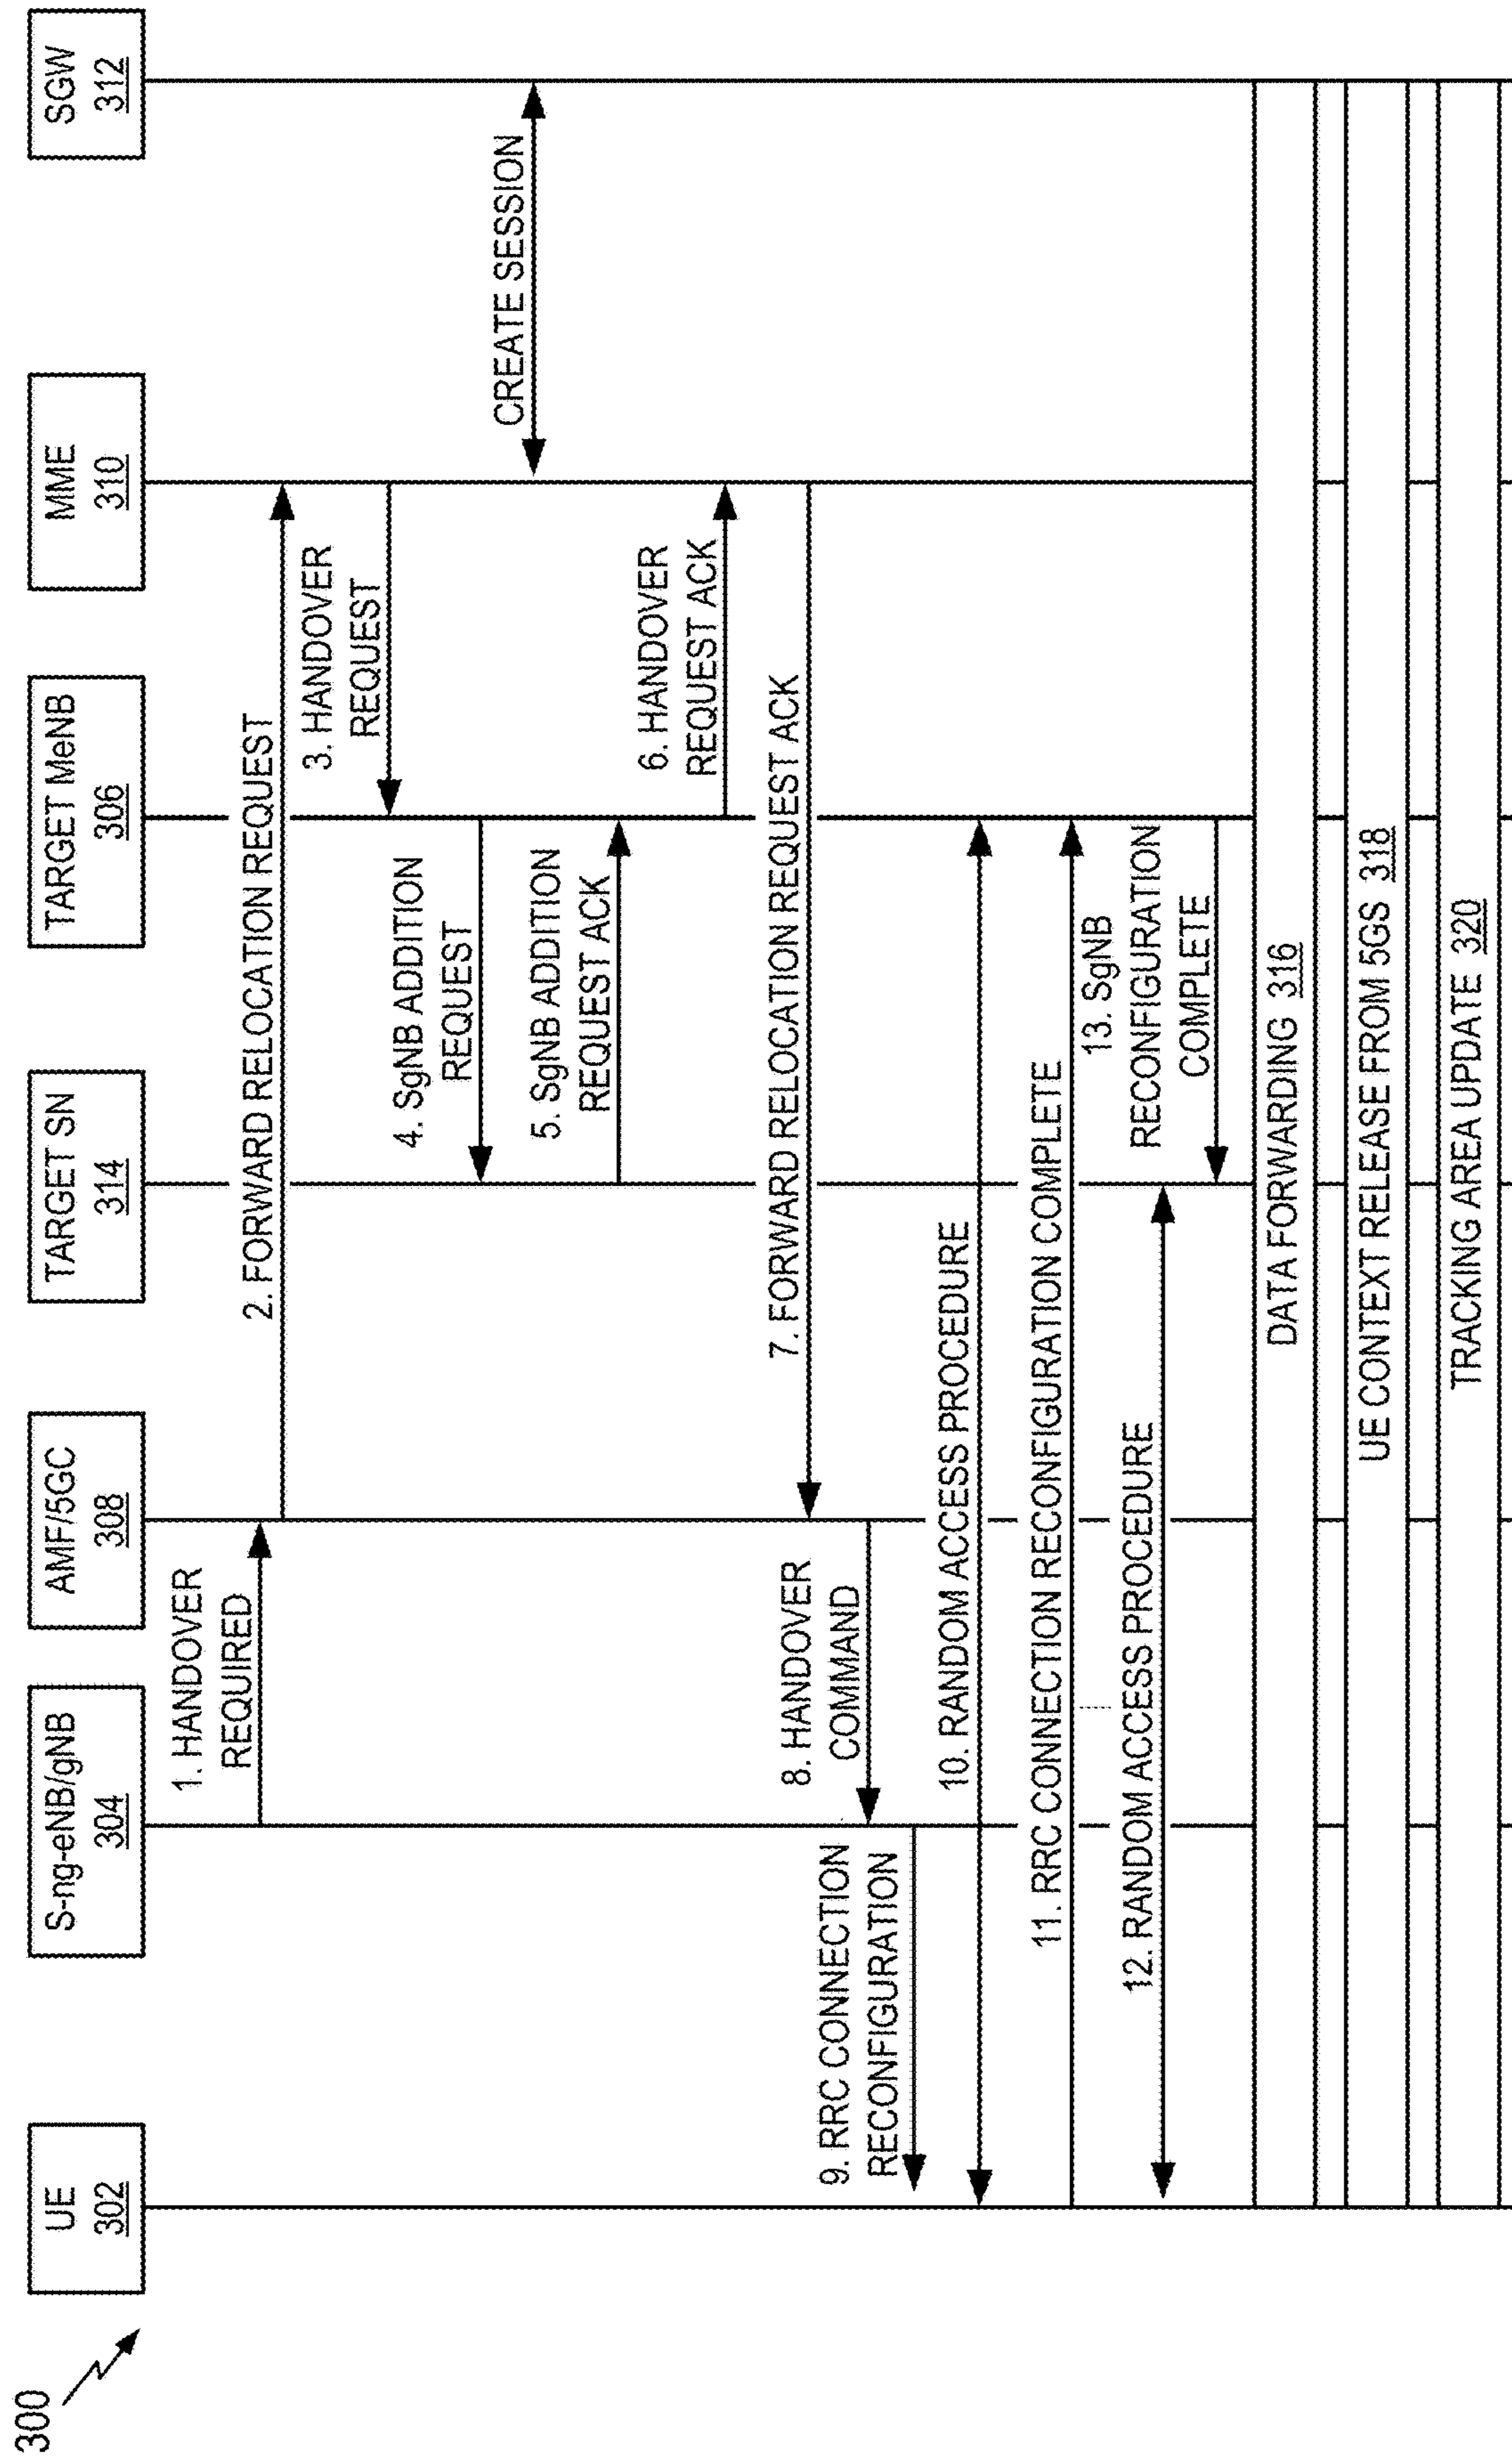 300
UE
302
S-ng-eNB/gNB
304
AMF/5GC
308
TARGET SN
314
TARGET MeNB
306
MME
310
SGW
312
1. HANDOVER
REQUIRED
2. FORWARD RELOCATION REQUEST
3. HANDOVER
REQUEST
4. SgNB ADDITION
REQUEST
CREATE SESSION
5. SgNB ADDITION
REQUEST ACK
6. HANDOVER
REQUEST ACK
7. FORWARD RELOCATION REQUEST ACK
8. HANDOVER
COMMAND
9. RRC CONNECTION
RECONFIGURATION
10. RANDOM ACCESS PROCEDURE
11. RRC CONNECTION RECONFIGURATION COMPLETE
12. RANDOM ACCESS PROCEDURE
13. SgNB
RECONFIGURATION
COMPLETE
DATA FORWARDING 316
UE CONTEXT RELEASE FROM 5GS 318
TRACKING AREA UPDATE 320